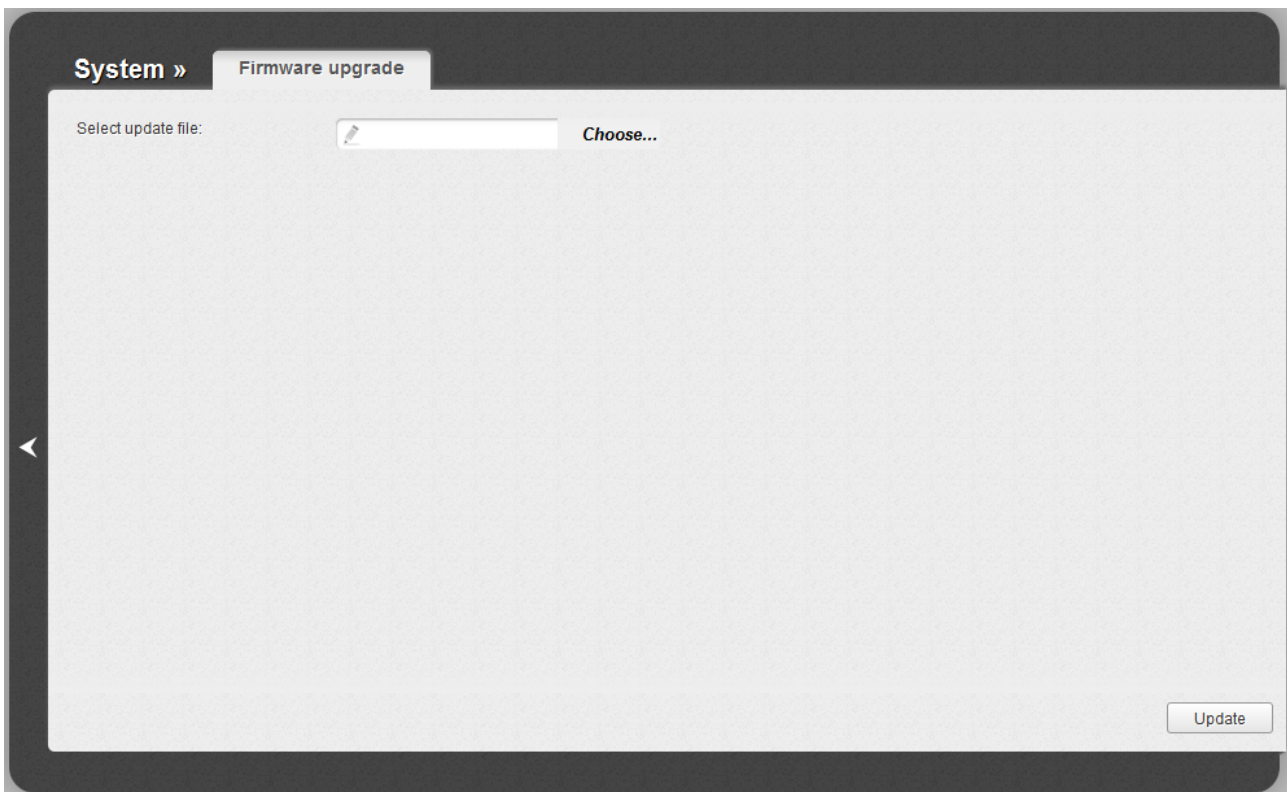 System »
Firmware upgrade
Select update file:
Choose...
Update